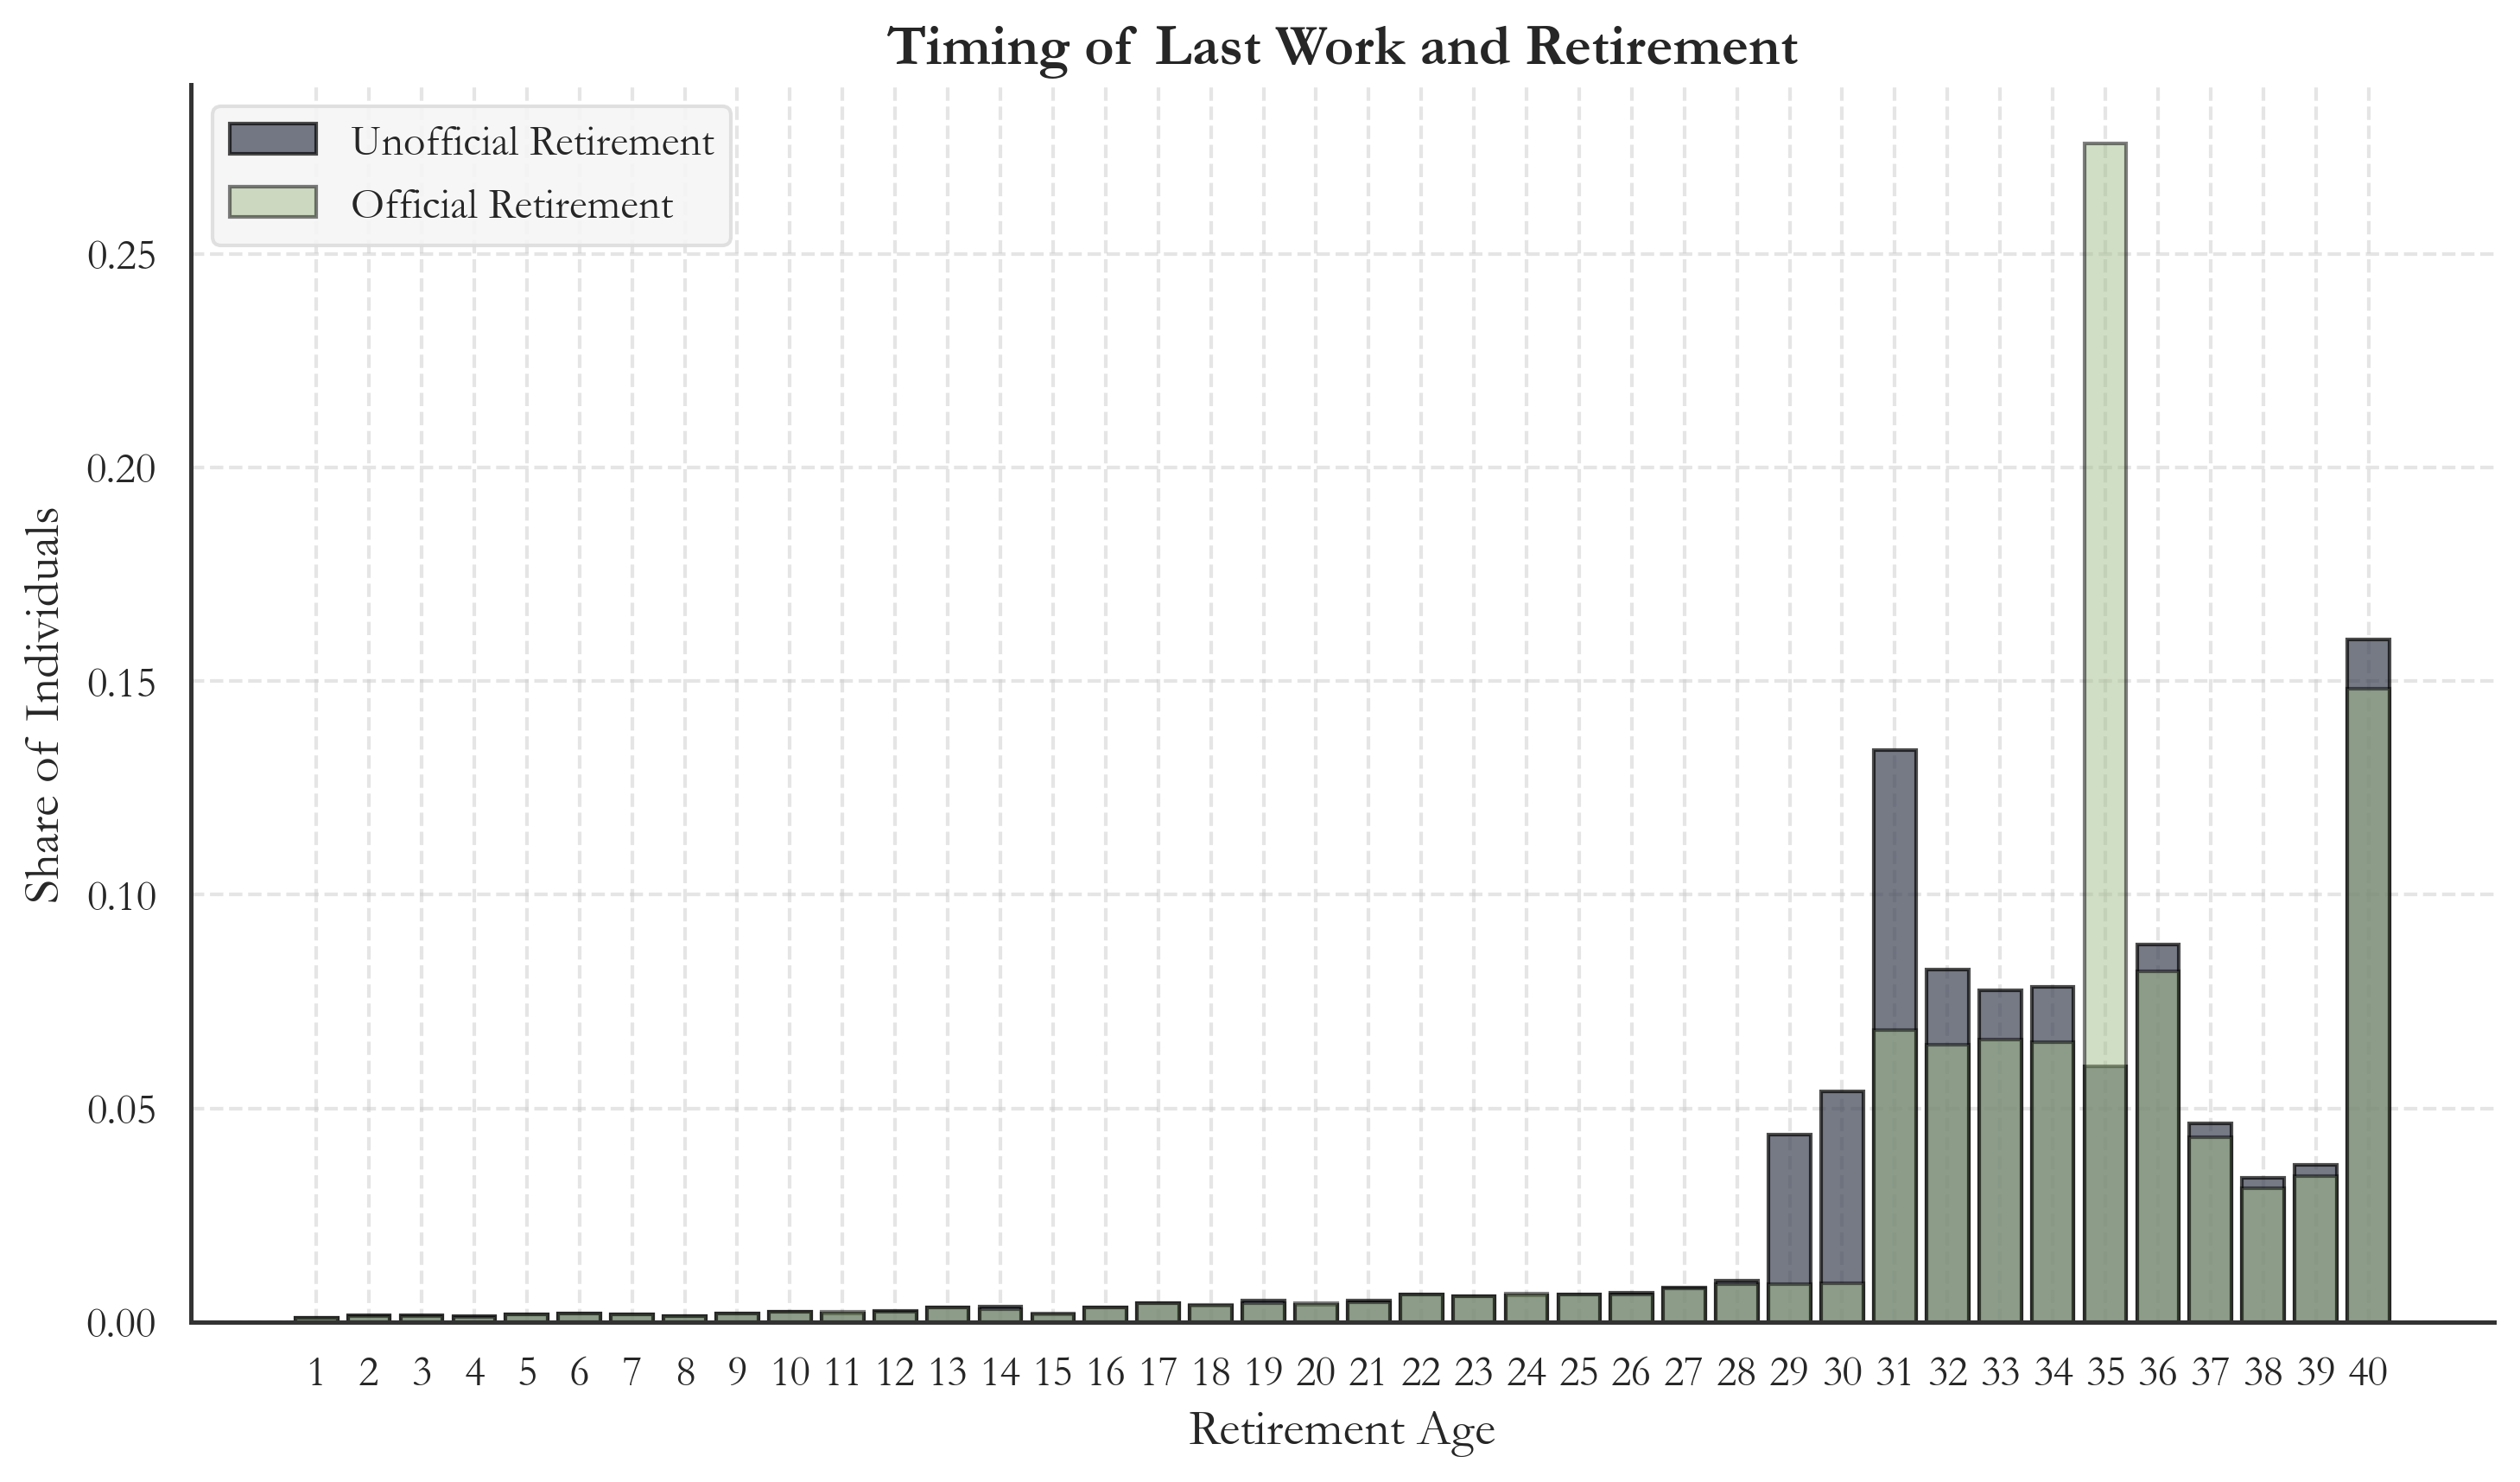 Timing of Last Work and Retirement
Unofficial Retirement
Official Retirement
Share of Individuals
0.25
0.20
0.15
0.10
0.05
0.00
1 2 3 4 5 6 7 8 9 10 11 12 13 14 15 16 17 18 19 20 21 22 23 24 25 26 27 28 29 30 31 32 33 34 35 36 37 38 39 40
Retirement Age